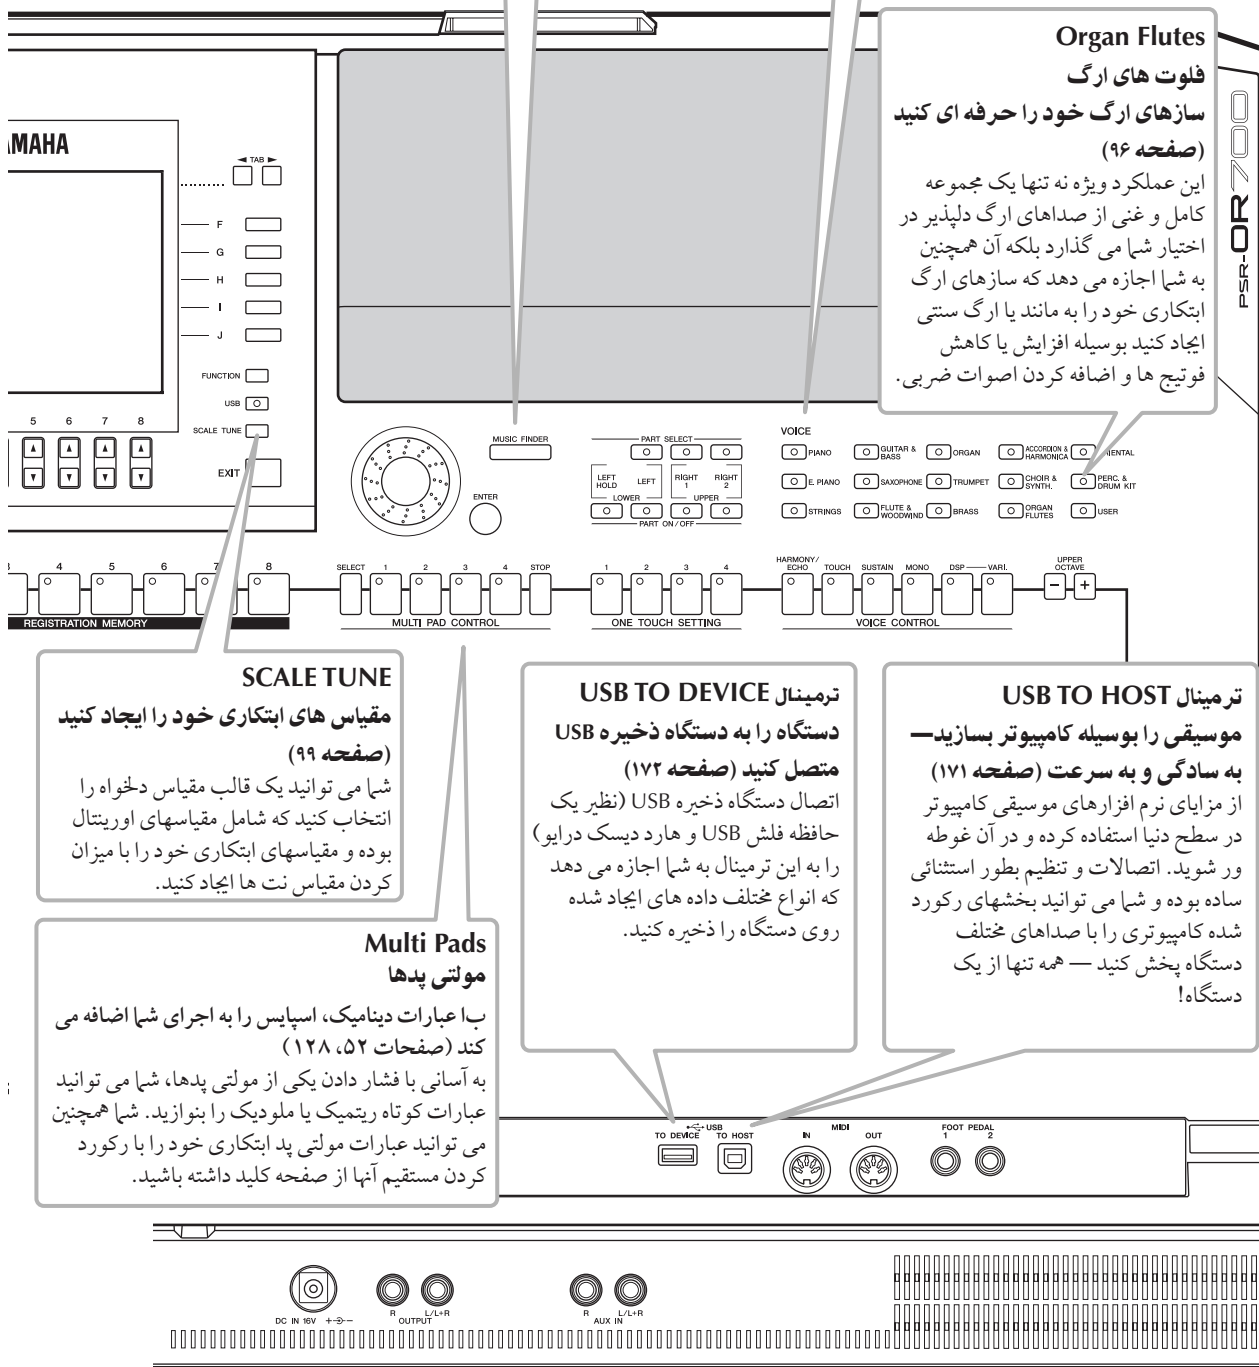 Organ Flutes
فلوت های ارگ
سازهای ارگ خود را حرفه ای کنید
(صفحه ۹۶)
این عملکرد ویژه نه تنها یک مجموعه
کامل و غنی از صداهای ارگ دلپذیر در
اختیار شما می گذارد بلکه آن همچنین
به شما اجازه می دهد که سازهای ارگ
ابتکاری خود را به مانند یا ارگ سنتی
ایجاد کنید بوسیله افزایش یا کاهش
فوتیج ها و اضافه کردن اصوات ضربی.
PSR-OR700
AMAHA
TAB
F
G
H
I
J
FUNCTION
USB
SCALE TUNE
EXIT
5 6 7 8
MUSIC FINDER
ENTER
PART SELECT
LEFT HOLD LEFT RIGHT 1 RIGHT 2
LOWER UPPER
PART ON / OFF
VOICE
PIANO GUITAR & BASS ORGAN ACCORDION & HARMONICA IENTAL
E. PIANO SAXOPHONE TRUMPET CHOIR & SYNTH. PERC. & DRUM KIT
STRINGS FLUTE & WOODWIND BRASS ORGAN FLUTES USER
3 4 5 6 7 8
REGISTRATION MEMORY
SELECT 1 2 3 4 STOP
MULTI PAD CONTROL
1 2 3 4
ONE TOUCH SETTING
HARMONY/ ECHO TOUCH SUSTAIN MONO DSP VARI.
VOICE CONTROL
UPPER OCTAVE
− +
SCALE TUNE
مقیاس های ابتکاری خود را ایجاد کنید
(صفحه ۹۹)
شما می توانید یک قالب مقیاس دلخواه را
انتخاب کنید که شامل مقیاسهای اورینتال
بوده و مقیاسهای ابتکاری خود را با میزان
کردن مقیاس نت ها ایجاد کنید.
ترمینال USB TO DEVICE
دستگاه را به دستگاه ذخیره USB
متصل کنید (صفحه ۱۷۲)
اتصال دستگاه ذخیره USB (نظیر یک
حافظه فلش USB و هارد دیسک درایو)
را به این ترمینال به شما اجازه می دهد
که انواع مختلف داده های ایجاد شده
روی دستگاه را ذخیره کنید.
ترمینال USB TO HOST
موسیقی را بوسیله کامپیوتر بسازید—
به سادگی و به سرعت (صفحه ۱۷۱)
از مزایای نرم افزارهای موسیقی کامپیوتر
در سطح دنیا استفاده کرده و در آن غوطه
ور شوید. اتصالات و تنظیم بطور استثنائی
ساده بوده و شما می توانید بخشهای رکورد
شده کامپیوتری را با صداهای مختلف
دستگاه پخش کنید — همه تنها از یک
دستگاه!
Multi Pads
مولتی پدها
با عبارات دینامیک، اسپایس را به اجرای شما اضافه می
کند (صفحات ۵۲، ۱۲۸)
به آسانی با فشار دادن یکی از مولتی پدها، شما می توانید
عبارات کوتاه ریتمیک یا ملودیک را بنوازید. شما همچنین
می توانید عبارات مولتی پد ابتکاری خود را با رکورد
کردن مستقیم آنها از صفحه کلید داشته باشید.
USB
TO DEVICE TO HOST
MIDI
IN OUT
FOOT PEDAL
1 2
DC IN 16V
R L/L+R
OUTPUT
R L/L+R
AUX IN